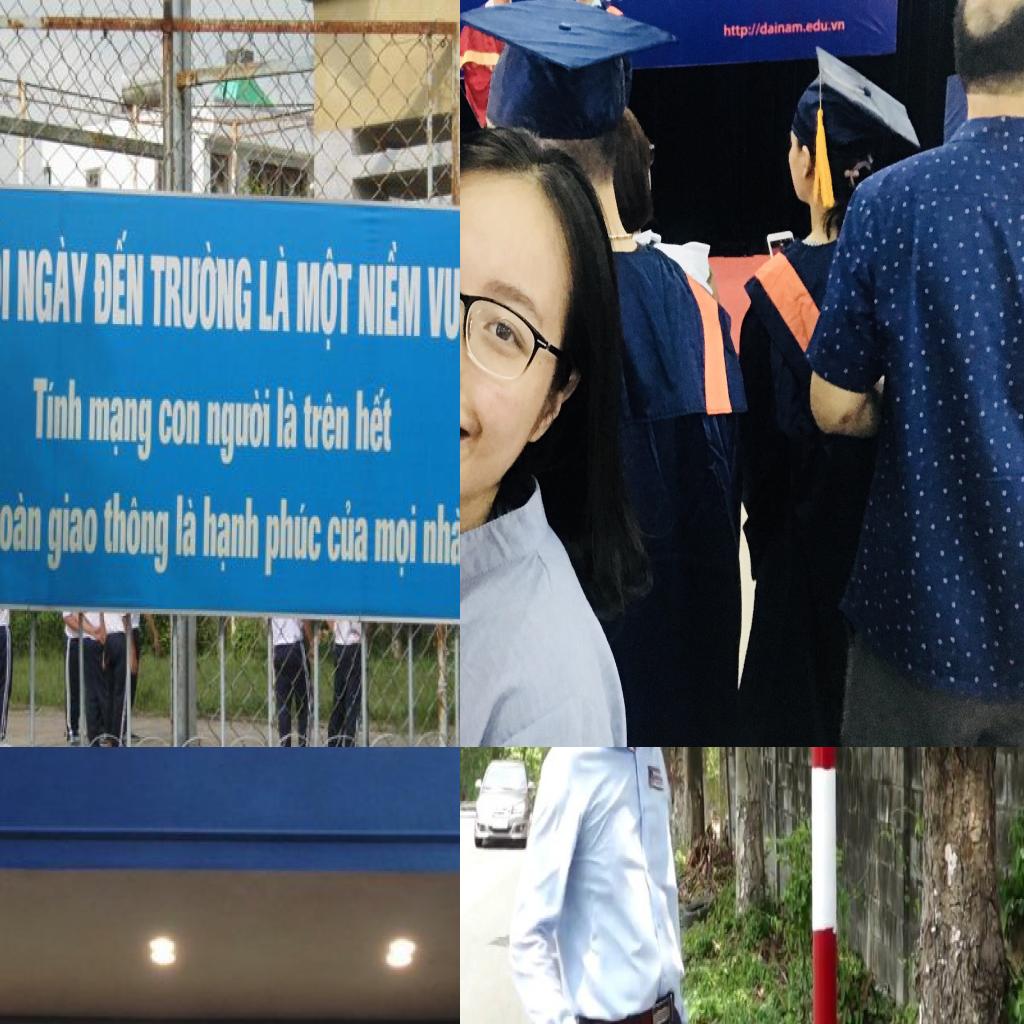 NGÀY ĐẾN TRƯỜNG LÀ MỘT NIỀM VU
Tính mạng con người là trên hết
oàn giao thông là hạnh phúc của mọi nhà
http://dainam.edu.vn